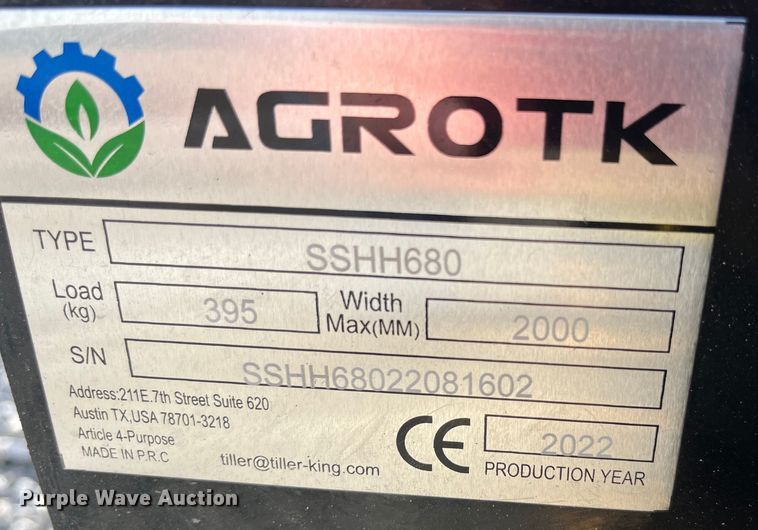 AGROTK
TYPE SSHH680
Load (kg) 395 Width Max(MM) 2000
S/N SSHH68022081602
Address:211E.7th Street Suite 620
Austin TX,USA 78701-3218
Article 4-Purpose
MADE IN P.R.C
tiller@tiller-king.com
CE 2022
PRODUCTION YEAR
Purple Wave Auction